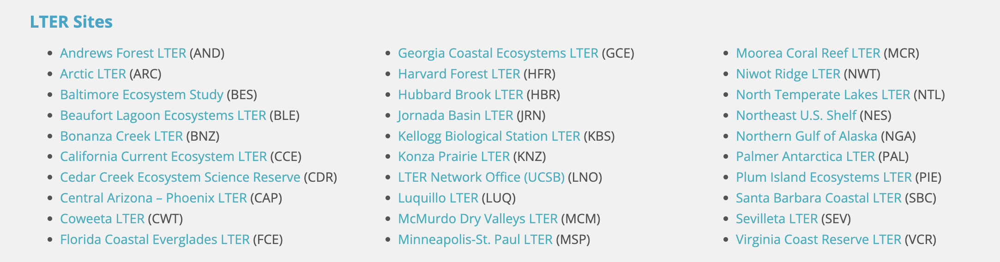 LTER Sites
• Andrews Forest LTER (AND)
• Arctic LTER (ARC)
• Baltimore Ecosystem Study (BES)
• Beaufort Lagoon Ecosystems LTER (BLE)
• Bonanza Creek LTER (BNZ)
• California Current Ecosystem LTER (CCE)
• Cedar Creek Ecosystem Science Reserve (CDR)
• Central Arizona – Phoenix LTER (CAP)
• Coweeta LTER (CWT)
• Florida Coastal Everglades LTER (FCE)
• Georgia Coastal Ecosystems LTER (GCE)
• Harvard Forest LTER (HFR)
• Hubbard Brook LTER (HBR)
• Jornada Basin LTER (JRN)
• Kellogg Biological Station LTER (KBS)
• Konza Prairie LTER (KNZ)
• LTER Network Office (UCSB) (LNO)
• Luquillo LTER (LUQ)
• McMurdo Dry Valleys LTER (MCM)
• Minneapolis-St. Paul LTER (MSP)
• Moorea Coral Reef LTER (MCR)
• Niwot Ridge LTER (NWT)
• North Temperate Lakes LTER (NTL)
• Northeast U.S. Shelf (NES)
• Northern Gulf of Alaska (NGA)
• Palmer Antarctica LTER (PAL)
• Plum Island Ecosystems LTER (PIE)
• Santa Barbara Coastal LTER (SBC)
• Sevilleta LTER (SEV)
• Virginia Coast Reserve LTER (VCR)